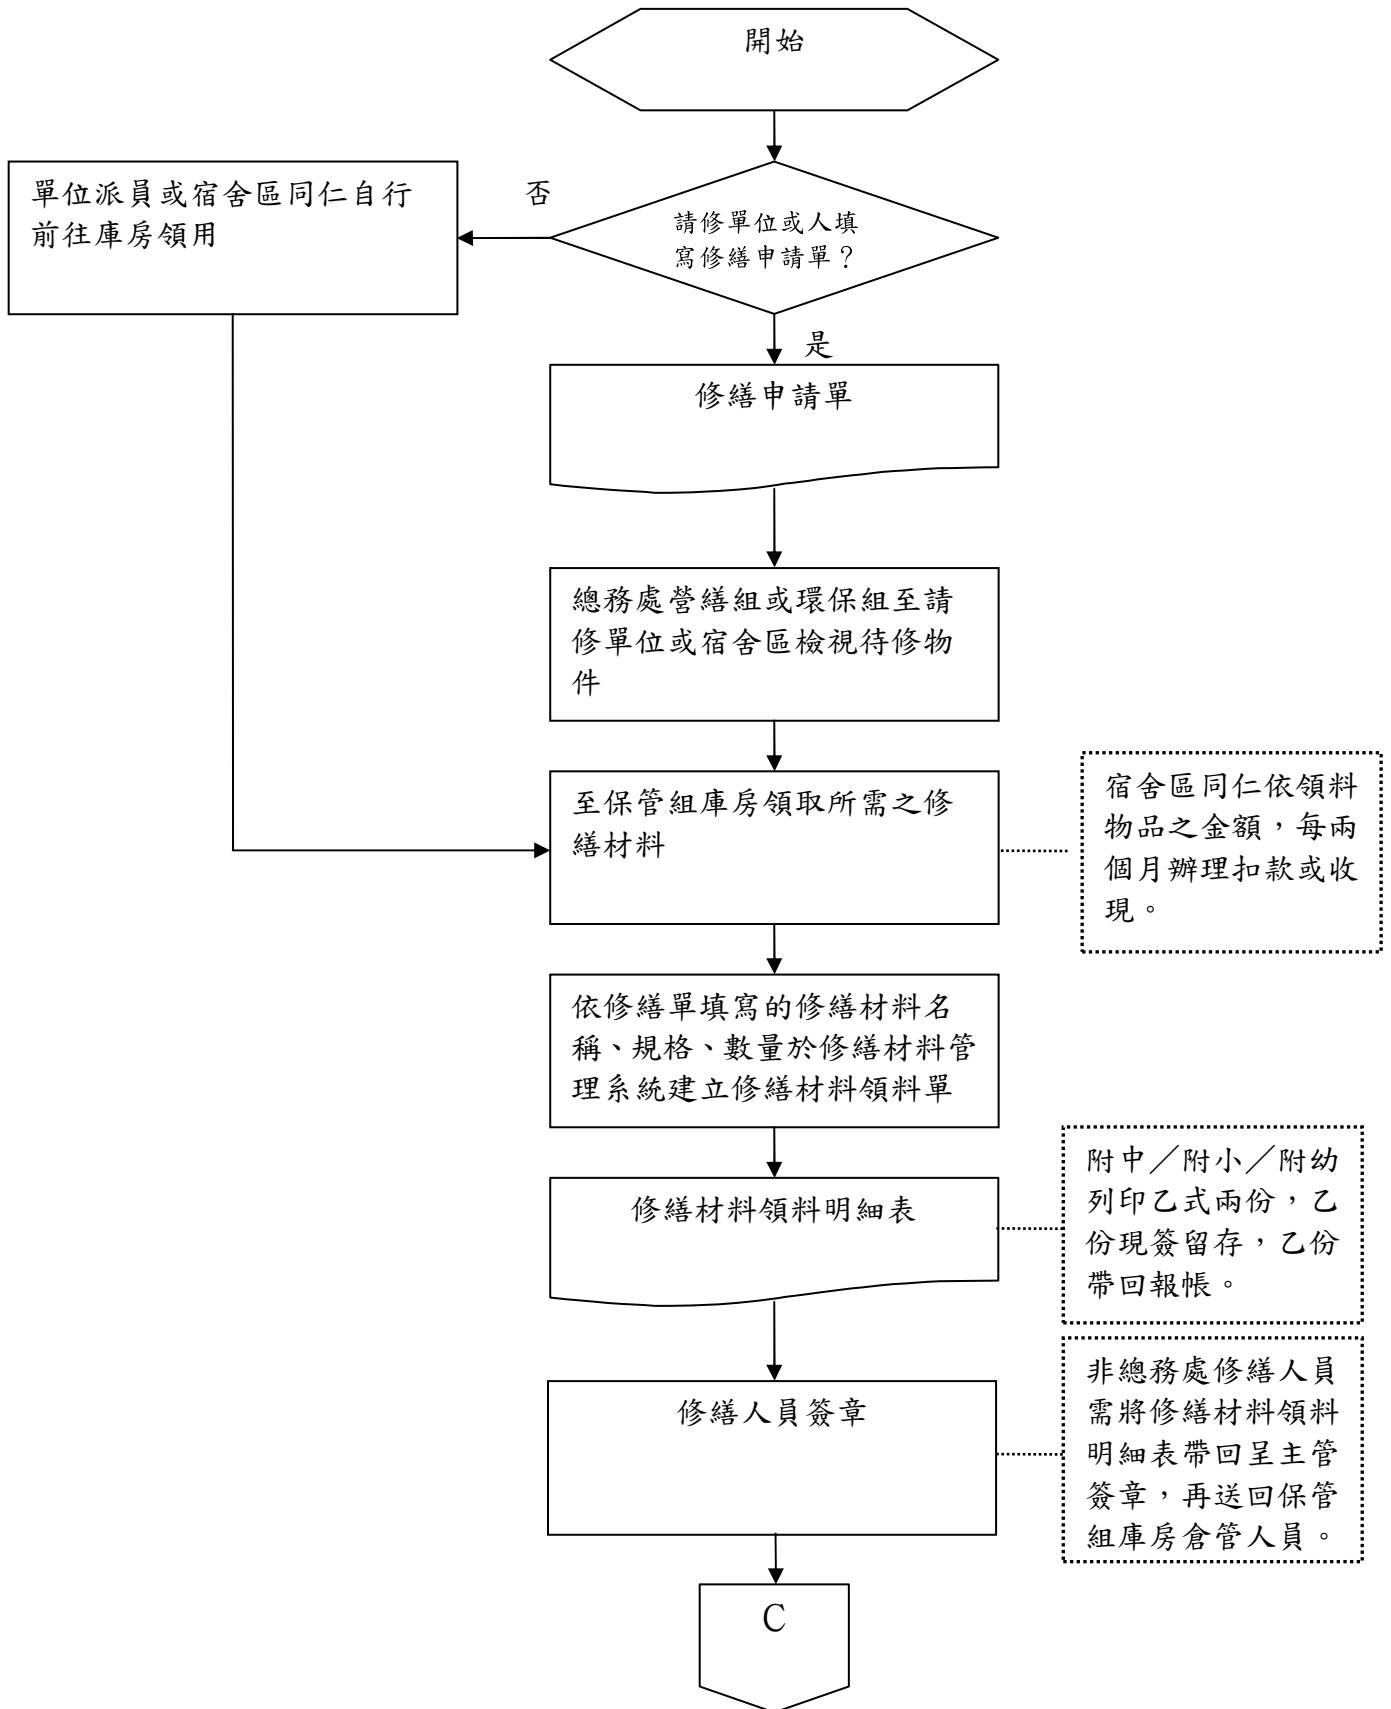 開始
單位派員或宿舍區同仁自行
前往庫房領用
否
請修單位或人填
寫修繕申請單？
是
修繕申請單
總務處營繕組或環保組至請
修單位或宿舍區檢視待修物
件
至保管組庫房領取所需之修
繕材料
宿舍區同仁依領料
物品之金額，每兩
個月辦理扣款或收
現。
依修繕單填寫的修繕材料名
稱、規格、數量於修繕材料管
理系統建立修繕材料領料單
修繕材料領料明細表
附中／附小／附幼
列印乙式兩份，乙
份現簽留存，乙份
帶回報帳。
修繕人員簽章
非總務處修繕人員
需將修繕材料領料
明細表帶回呈主管
簽章，再送回保管
組庫房倉管人員。
C